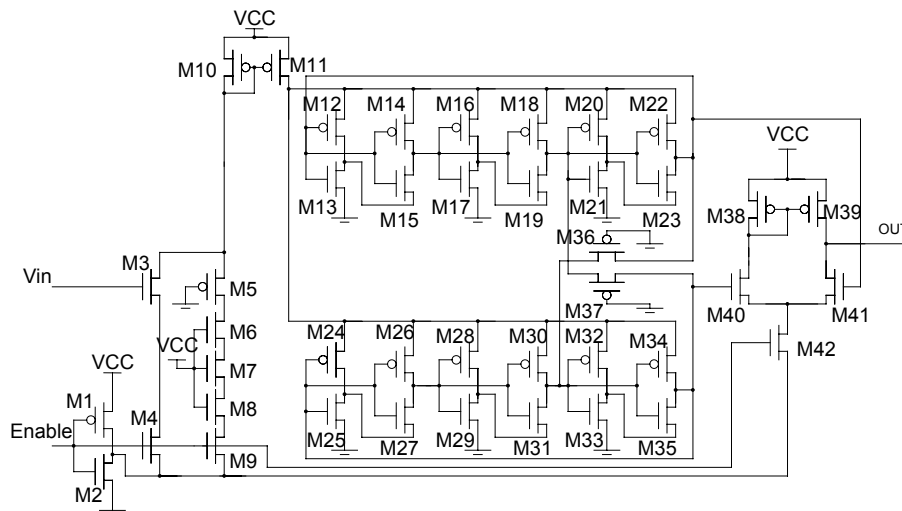 VCC
M10 M11
M12 M14 M16 M18 M20 M22
VCC
M13 M15 M17 M19 M21 M23
M38 M39
OUT
M36
Vin
M3
M5
M37
M40 M41
M6
M24 M26 M28 M30 M32 M34
M42
VCC
VCC
M7
M1
M8
M4
Enable
M9
M25 M27 M29 M31 M33 M35
M2